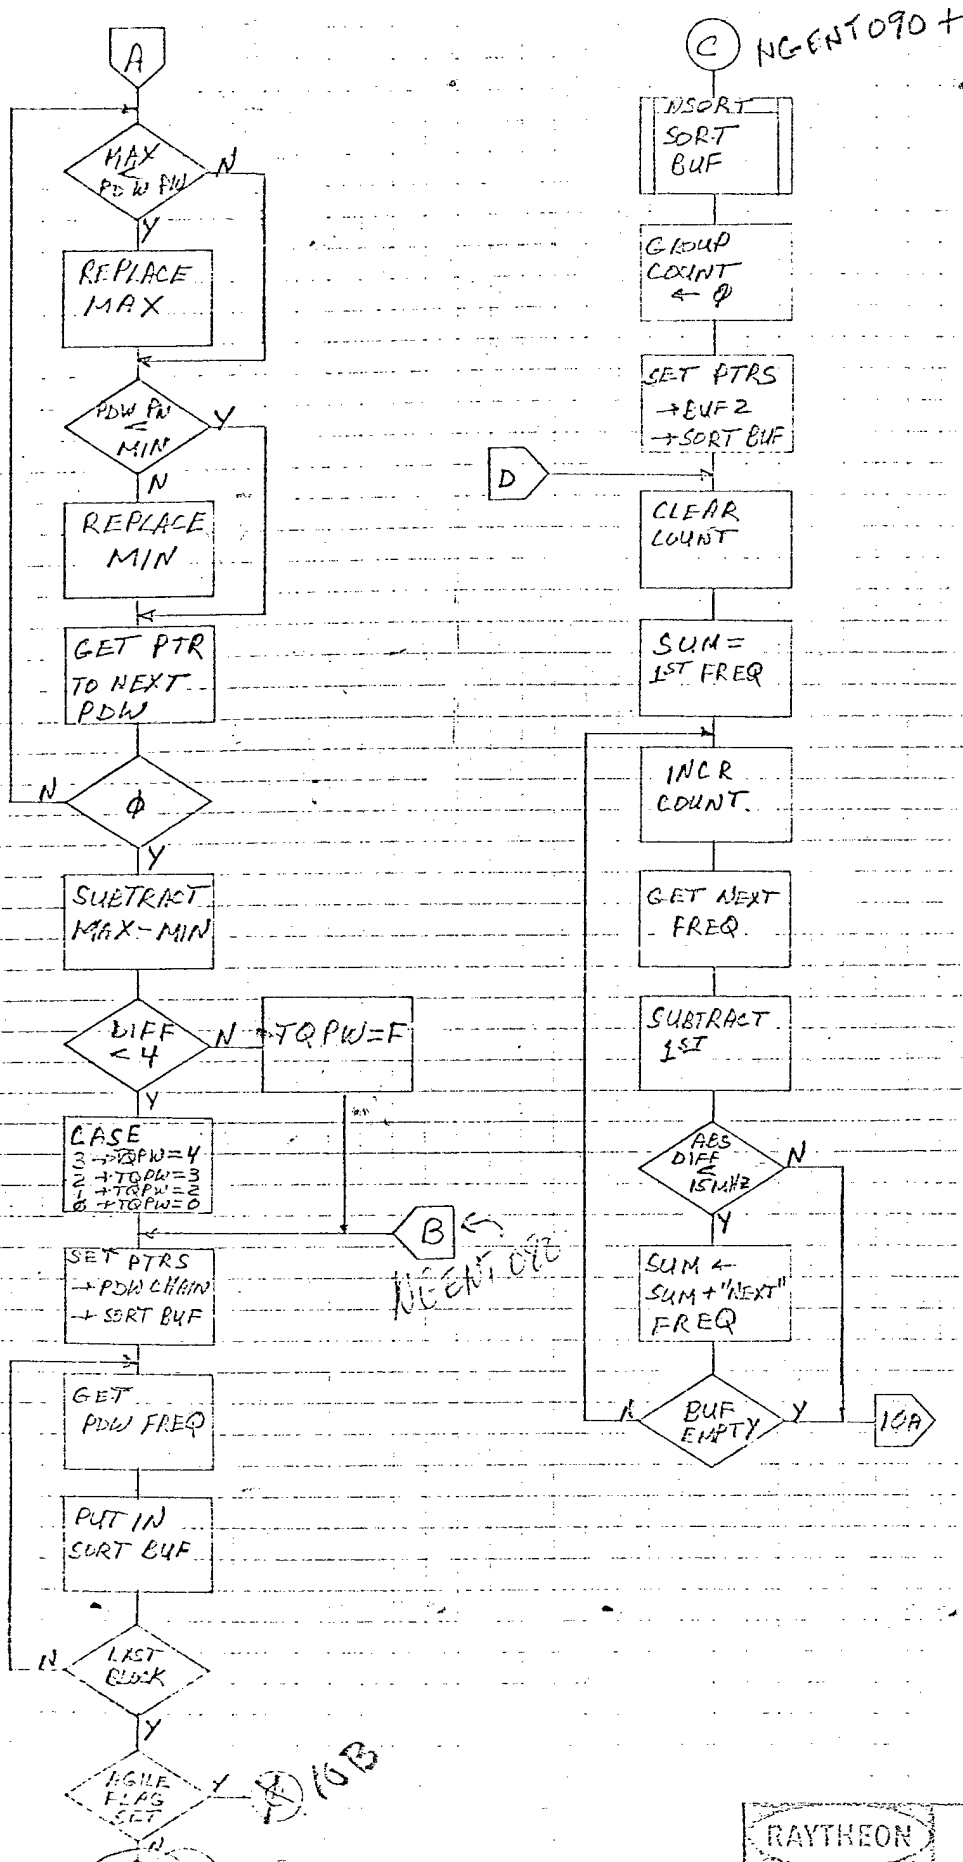 A
MAX
<
PDW PW
N
Y
REPLACE
MAX
PDW PW
<
MIN
Y
N
REPLACE
MIN
GET PTR
TO NEXT
PDW
N
φ
Y
SUBTRACT
MAX-MIN
DIFF
< 4
N
TQPW=F
Y
CASE
3 → TQPW=4
2 → TQPW=3
1 → TQPW=2
0 → TQPW=0
B
NGENT092
SET PTRS
→ PDW CHAIN
→ SORT BUF
GET
PDW FREQ
PUT IN
SORT BUF
N
LAST
BLOCK
Y
AGILE
FLAG
SET
Y
10B
N
C
NGENT090+
NSORT
SORT
BUF
GROUP
COUNT
← φ
SET PTRS
→ BUF2
→ SORT BUF
D
CLEAR
COUNT
SUM =
1ST FREQ
INCR
COUNT.
GET NEXT
FREQ.
SUBTRACT
1ST
ABS
DIFF
≤
15MHZ
N
Y
SUM ←
SUM + "NEXT"
FREQ
N
BUF
EMPTY
Y
10A
RAYTHEON